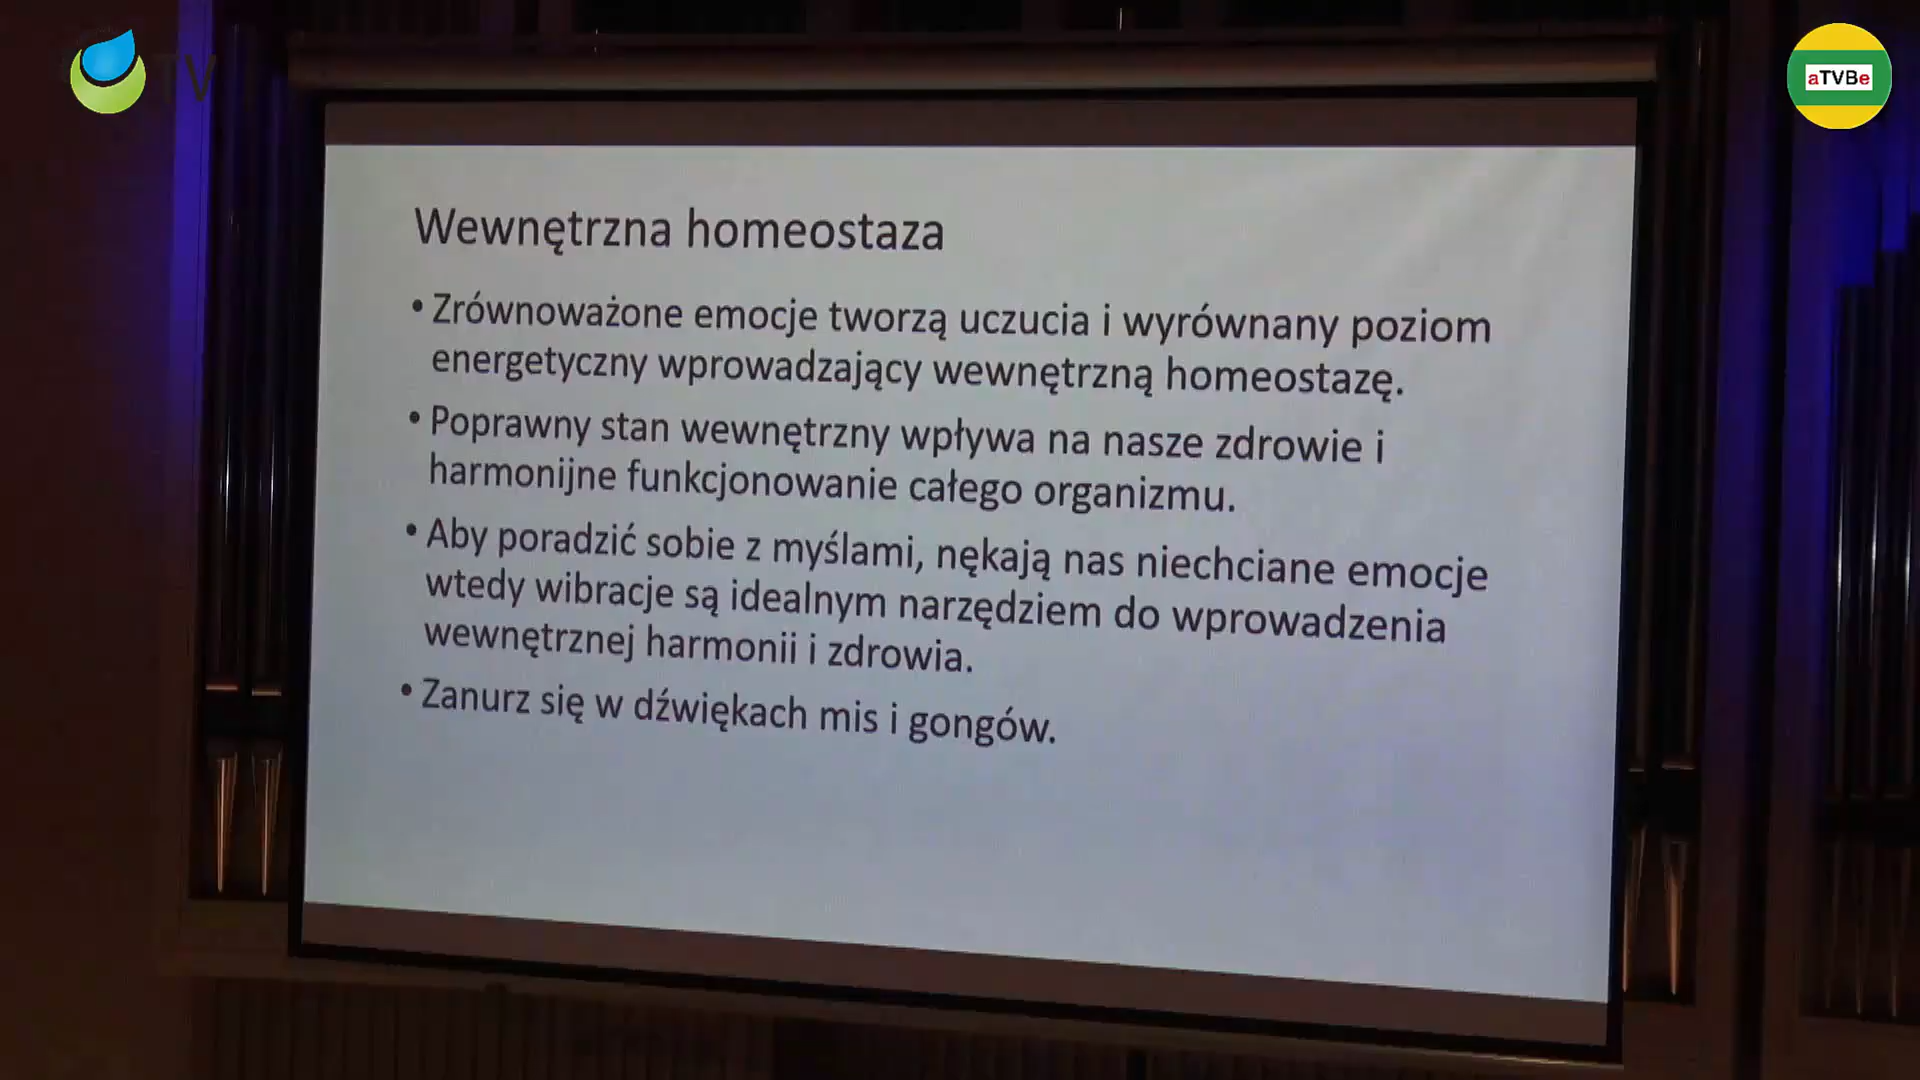 TV
aTVBe
Wewnętrzna homeostaza
• Zrównoważone emocje tworzą uczucia i wyrównany poziom
energetyczny wprowadzający wewnętrzną homeostazę.
• Poprawny stan wewnętrzny wpływa na nasze zdrowie i
harmonijne funkcjonowanie całego organizmu.
• Aby poradzić sobie z myślami, nękają nas niechciane emocje
wtedy wibracje są idealnym narzędziem do wprowadzenia
wewnętrznej harmonii i zdrowia.
• Zanurz się w dźwiękach mis i gongów.